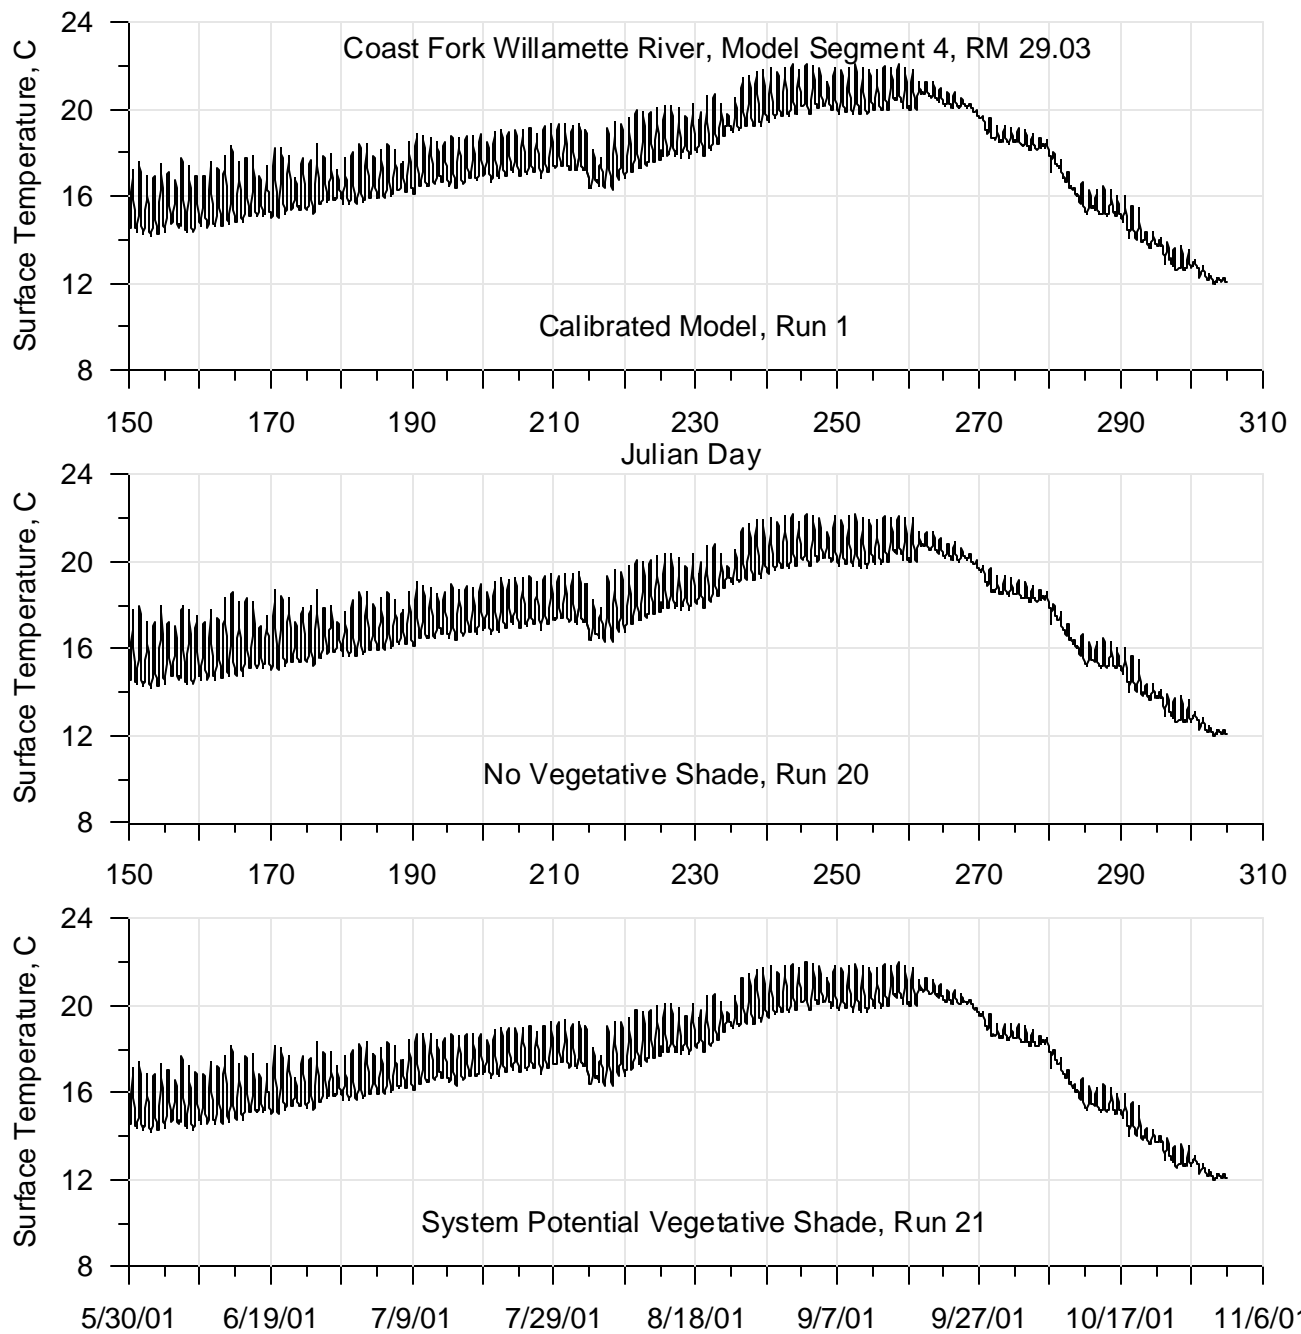 Coast Fork Willamette River, Model Segment 4, RM 29.03
Surface Temperature, C
24
20
16
12
8
Calibrated Model, Run 1
150 170 190 210 230 250 270 290 310
Julian Day
Surface Temperature, C
24
20
16
12
8
No Vegetative Shade, Run 20
150 170 190 210 230 250 270 290 310
Surface Temperature, C
24
20
16
12
8
System Potential Vegetative Shade, Run 21
5/30/01 6/19/01 7/9/01 7/29/01 8/18/01 9/7/01 9/27/01 10/17/01 11/6/01